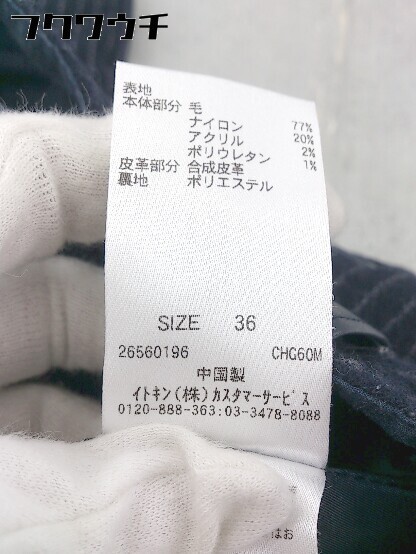 フクワウチ
表地
本体部分 毛 77%
ナイロン 20%
アクリル 2%
ポリウレタン 1%
皮革部分 合成皮革
裏地 ポリエステル
SIZE 36
26560196 CHG60M
中国製
イトキン(株)カスタマーサービス
0120-888-363:03-3478-8088
はお